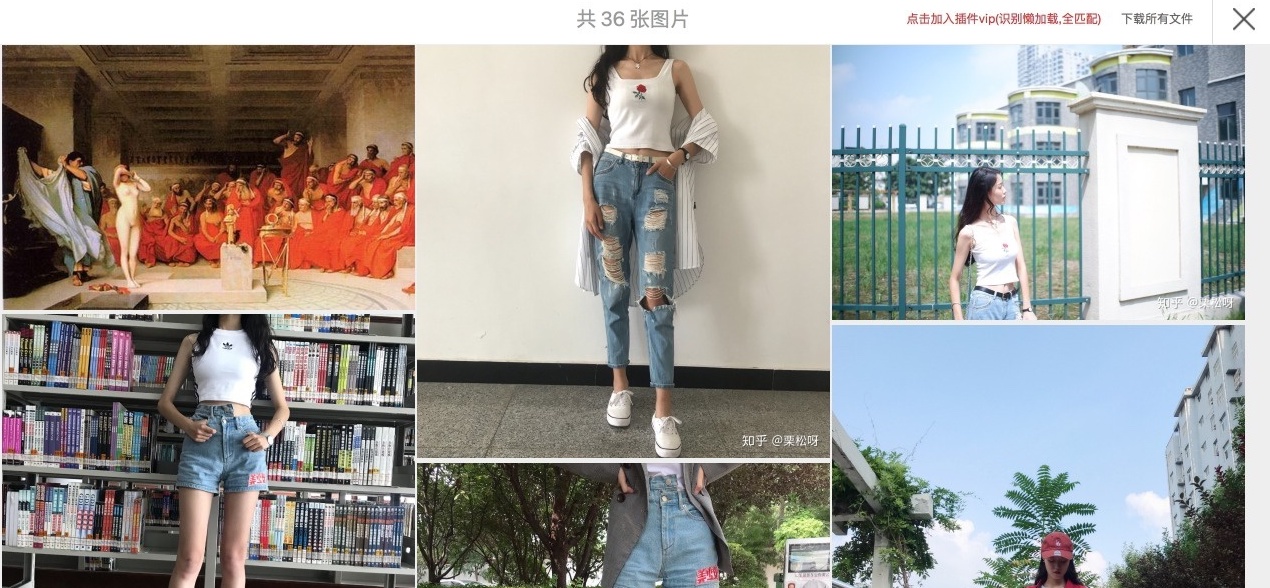 共 36 张图片
点击加入插件vip(识别懒加载,全匹配)
下载所有文件
知乎 @栗松呀
知乎 @栗松呀